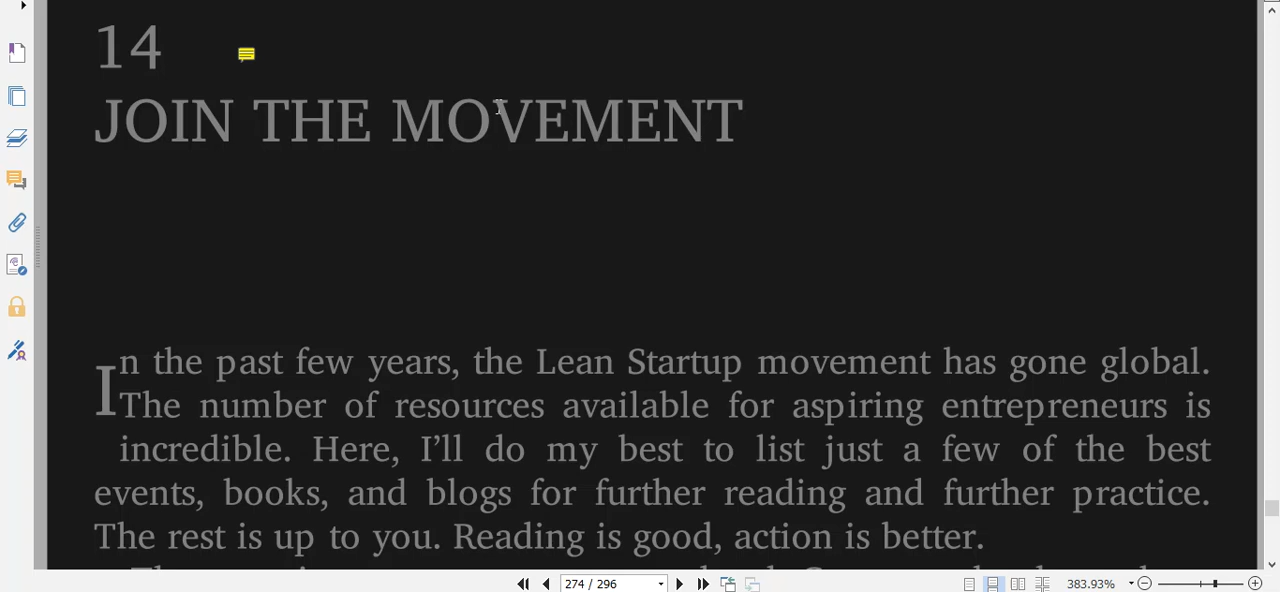 14
JOIN THE MOVEMENT
In the past few years, the Lean Startup movement has gone global.
The number of resources available for aspiring entrepreneurs is
incredible. Here, I’ll do my best to list just a few of the best
events, books, and blogs for further reading and further practice.
The rest is up to you. Reading is good, action is better.
274 / 296
383.93%